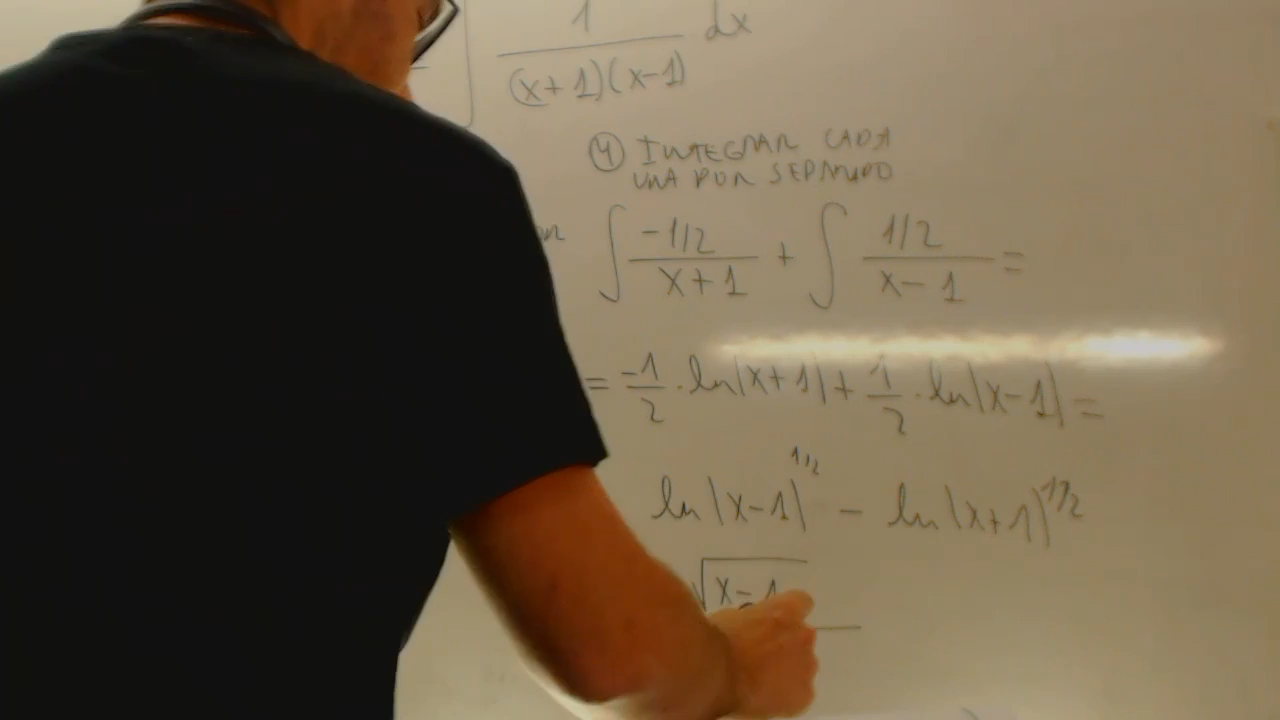 ∫ 1/((x+1)(x-1)) dx
④ INTEGRAR CADA
UNA POR SEPARADO
∫ (-1/2)/(x+1) + ∫ (1/2)/(x-1) =
= -1/2 · ln|x+1| + 1/2 · ln|x-1| =
ln|x-1|^1/2 - ln|x+1|^1/2
√x-1